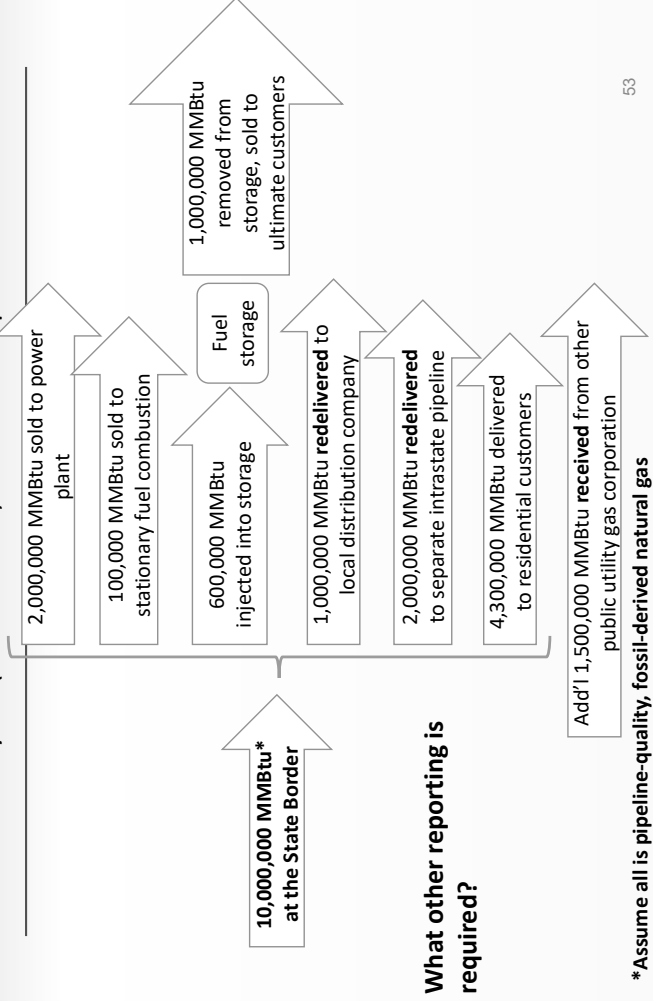 2,000,000 MMBtu sold to power
plant
100,000 MMBtu sold to
stationary fuel combustion
600,000 MMBtu
injected into storage
Fuel
storage
1,000,000 MMBtu
removed from
storage, sold to
ultimate customers
10,000,000 MMBtu*
at the State Border
1,000,000 MMBtu redelivered to
local distribution company
2,000,000 MMBtu redelivered
to separate intrastate pipeline
4,300,000 MMBtu delivered
to residential customers
What other reporting is
required?
Add'l 1,500,000 MMBtu received from other
public utility gas corporation
*Assume all is pipeline-quality, fossil-derived natural gas
53